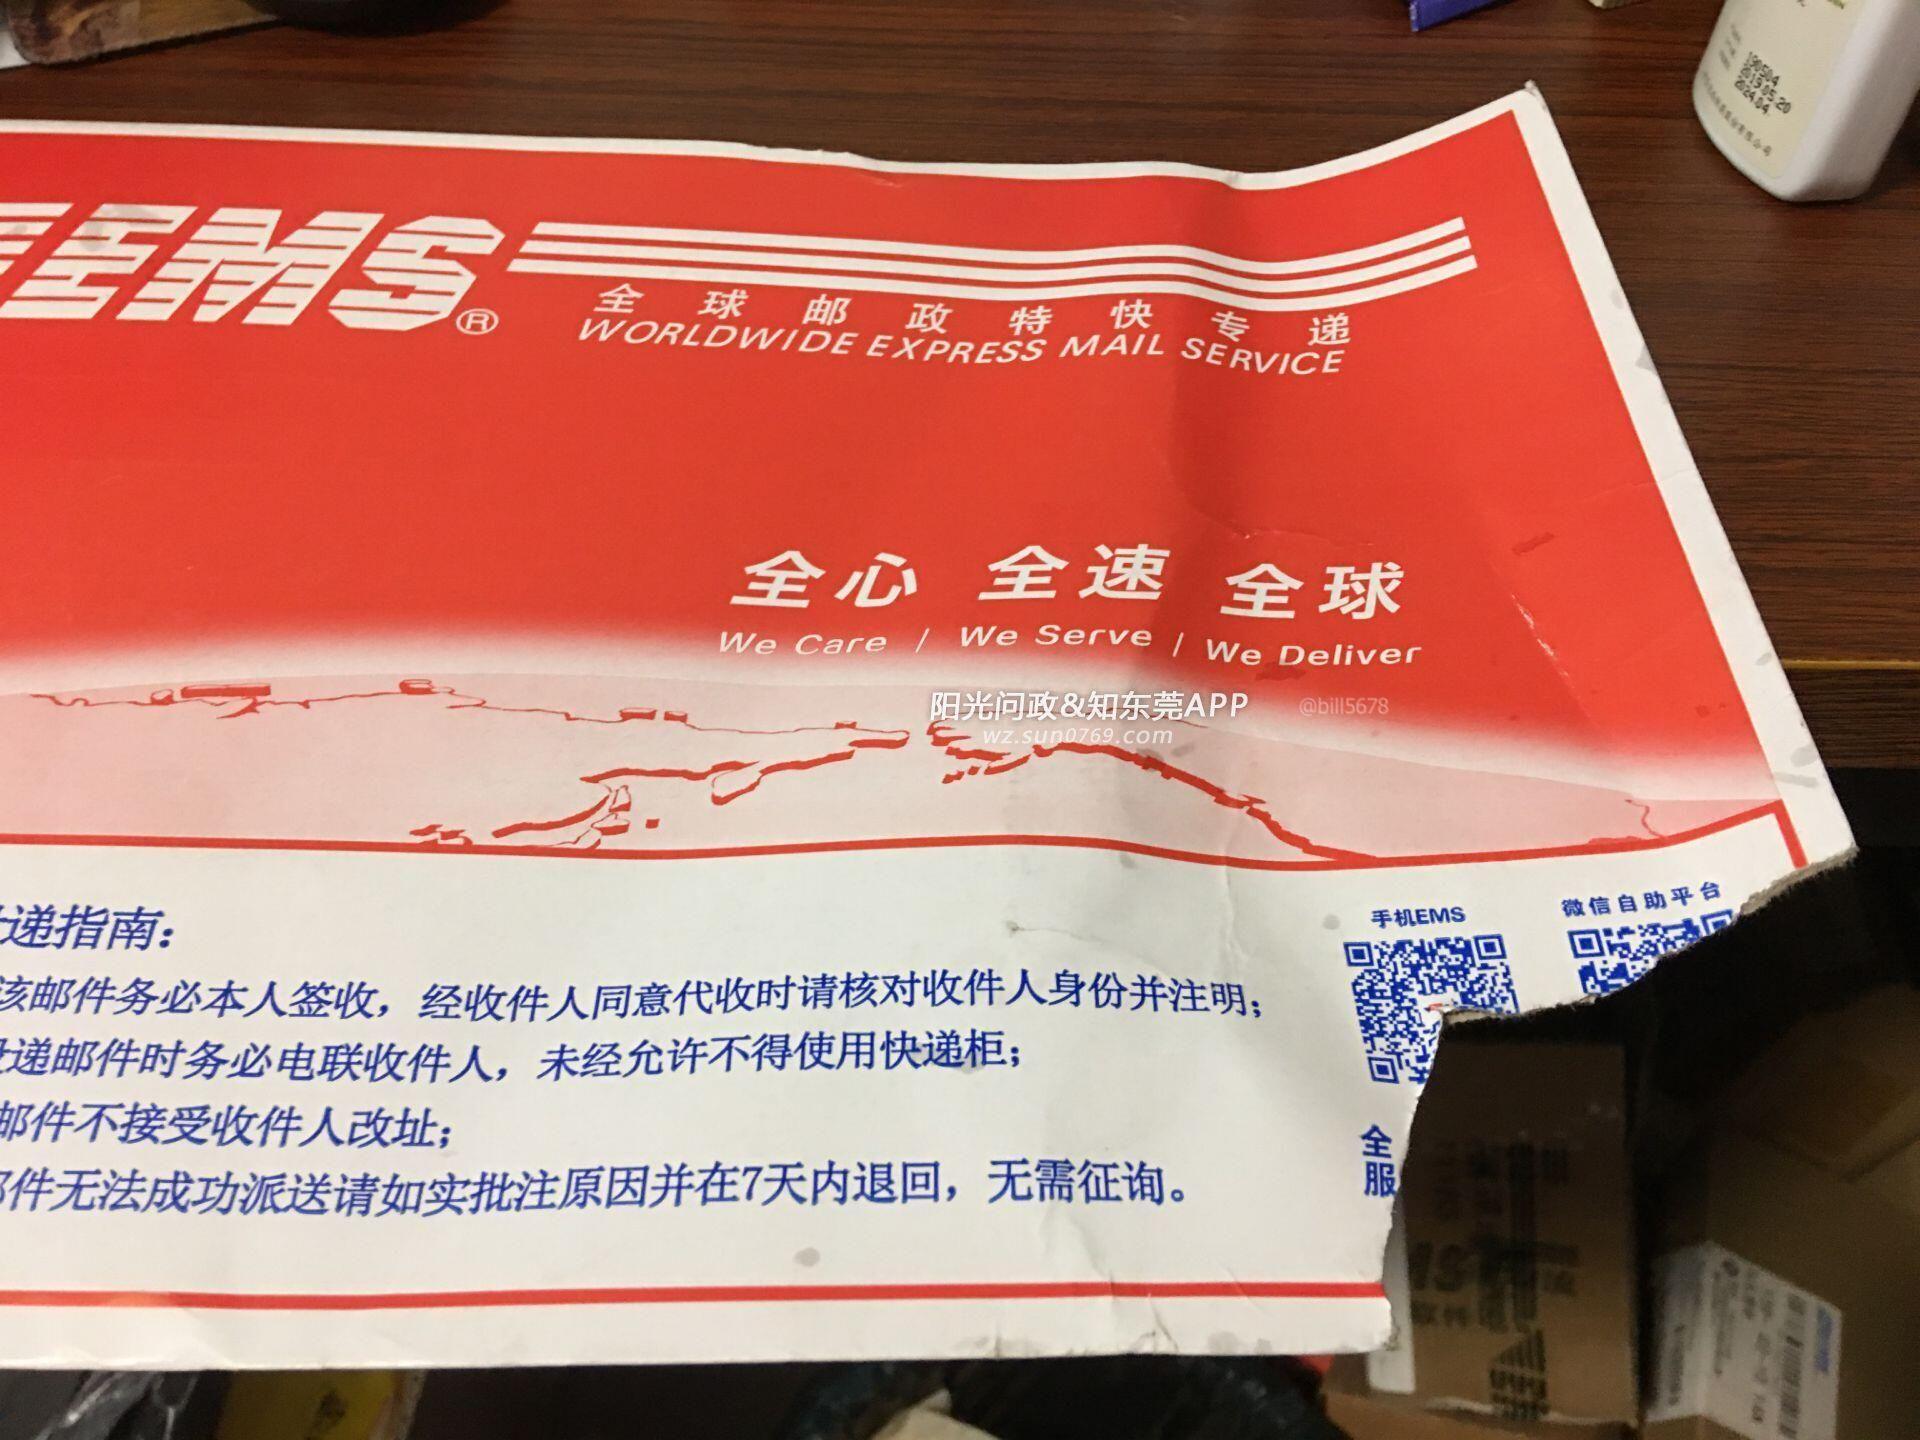 EMS®
全球邮政特快专递
WORLDWIDE EXPRESS MAIL SERVICE
全心 全速 全球
We Care / We Serve / We Deliver
阳光问政&知东莞APP
@bill5678
wz.sun0769.com
递指南：
该邮件务必本人签收，经收件人同意代收时请核对收件人身份并注明；
递邮件时务必电联收件人，未经允许不得使用快递柜；
邮件不接受收件人改址；
邮件无法成功派送请如实批注原因并在7天内退回，无需征询。
手机EMS
微信自助平台
全
服
190504
2019.05.20
2024.04